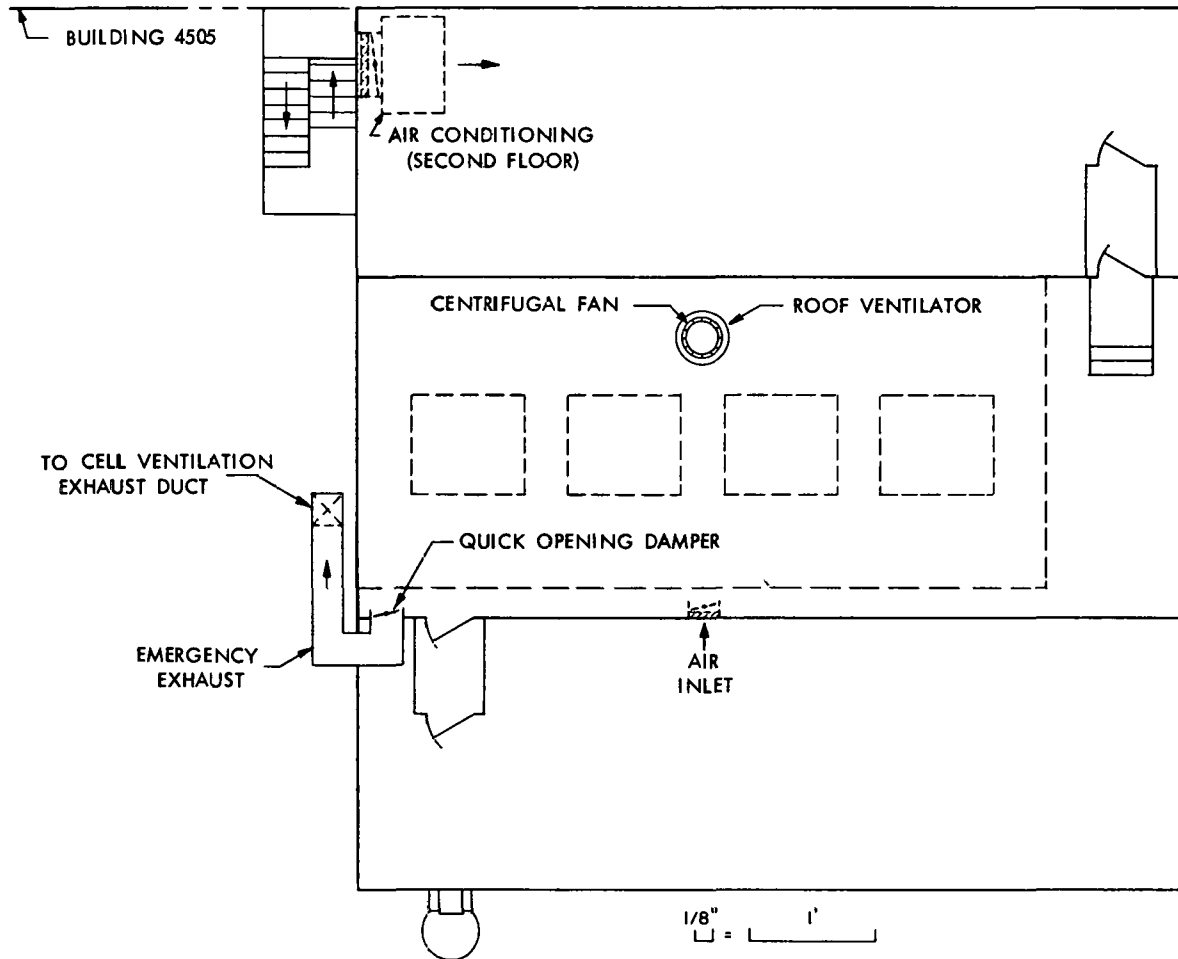 BUILDING 4505
AIR CONDITIONING
(SECOND FLOOR)
CENTRIFUGAL FAN
ROOF VENTILATOR
TO CELL VENTILATION
EXHAUST DUCT
QUICK OPENING DAMPER
EMERGENCY
EXHAUST
AIR
INLET
1/8" = 1'